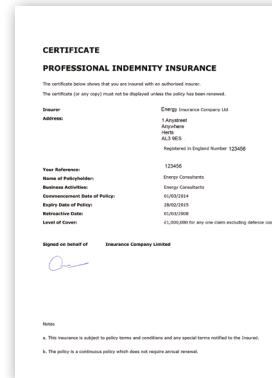 CERTIFICATE
PROFESSIONAL INDEMNITY INSURANCE
The certificate below shows that you are insured with an authorised insurer.
The certificate (or any copy) must not be displayed unless the policy has been renewed.
Insurer Energy Insurance Company Ltd
Address: 1 Anystreet
Anywhere
Herts
AL3 9ES
Registered in England Number 123456
Your Reference: 123456
Name of Policyholder: Energy Consultants
Business Activities: Energy Consultants
Commencement Date of Policy: 01/03/2014
Expiry Date of Policy: 28/02/2015
Retroactive Date: 01/03/2008
Level of Cover: £1,000,000 for any one claim excluding defence cos
Signed on behalf of Insurance Company Limited
Notes
a. This insurance is subject to policy terms and conditions and any special terms notified to the Insured.
b. The policy is a continuous policy which does not require annual renewal.